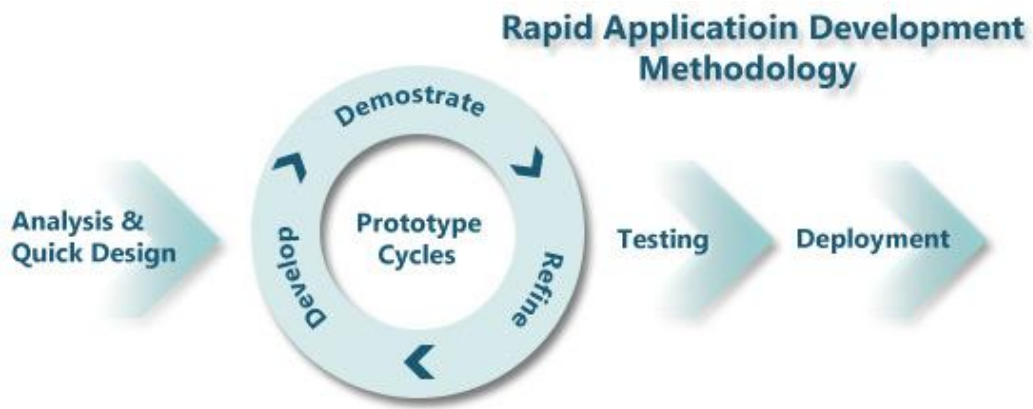 Rapid Applicatioin Development
Methodology
Analysis &
Quick Design
Demostrate
Develop
Refine
Prototype
Cycles
Testing
Deployment